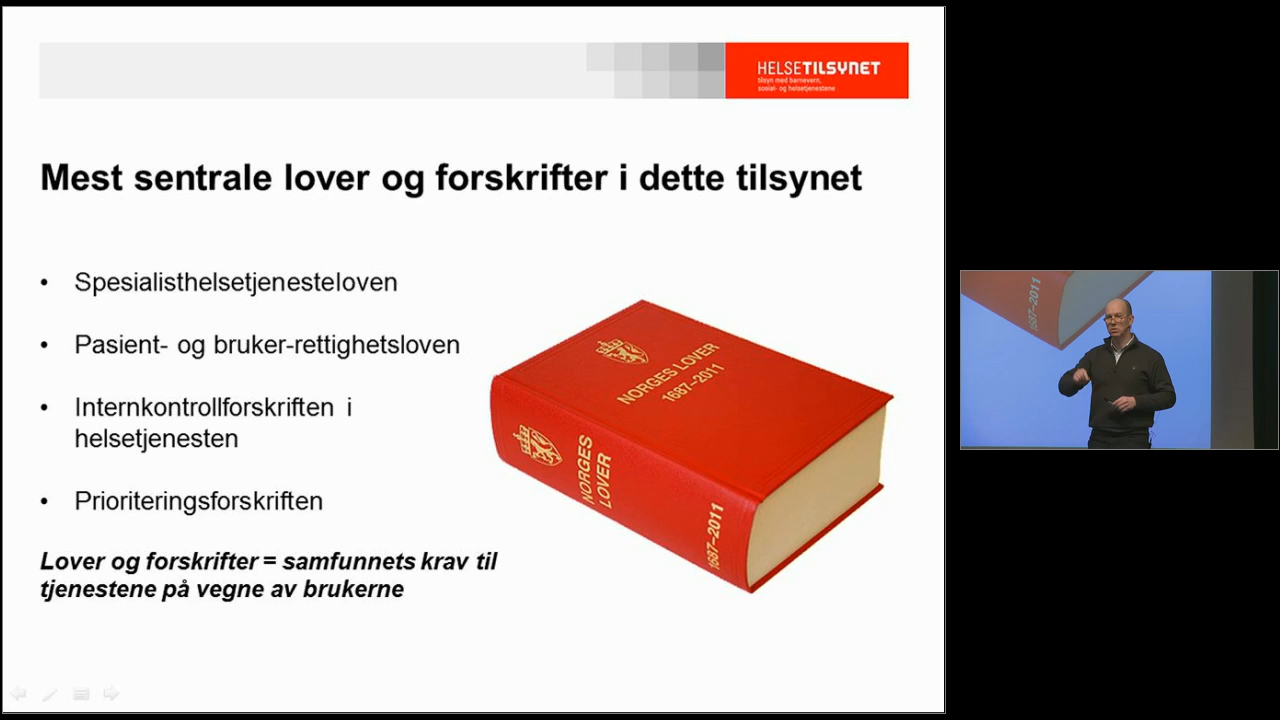 HELSETILSYNET
tilsyn med barnevern,
sosial- og helsetjenestene
Mest sentrale lover og forskrifter i dette tilsynet
• Spesialisthelsetjenesteloven
• Pasient- og bruker-rettighetsloven
• Internkontrollforskriften i
helsetjenesten
• Prioriteringsforskriften
Lover og forskrifter = samfunnets krav til
tjenestene på vegne av brukerne
NORGES LOVER
1687–2011
NORGES
LOVER
1687–2011
1687–2011